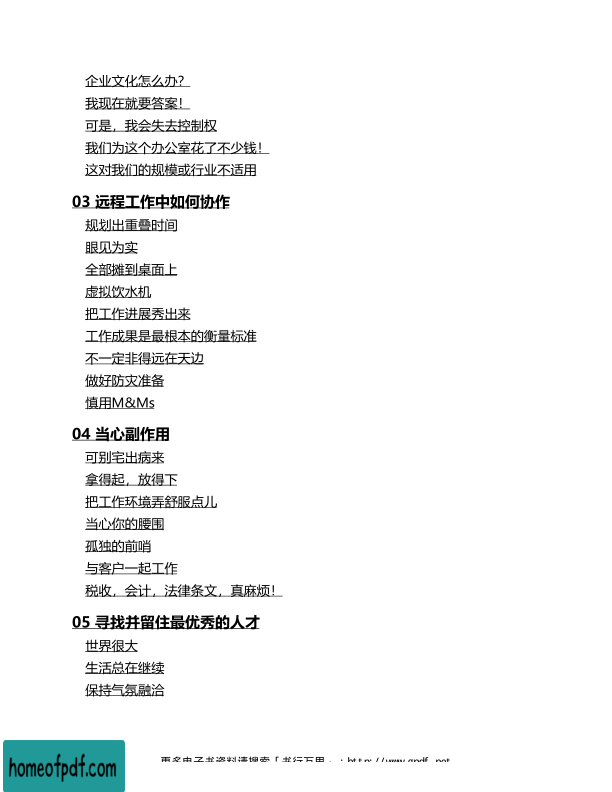 企业文化怎么办？
我现在就要答案！
可是，我会失去控制权
我们为这个办公室花了不少钱！
这对我们的规模或行业不适用
03 远程工作中如何协作
规划出重叠时间
眼见为实
全部摊到桌面上
虚拟饮水机
把工作进展秀出来
工作成果是最根本的衡量标准
不一定非得远在天边
做好防灾准备
慎用M&Ms
04 当心副作用
可别宅出病来
拿得起，放得下
把工作环境弄舒服点儿
当心你的腰围
孤独的前哨
与客户一起工作
税收，会计，法律条文，真麻烦！
05 寻找并留住最优秀的人才
世界很大
生活总在继续
保持气氛融洽
更多电子书资料请搜索「书行万里
homeofpdf.com